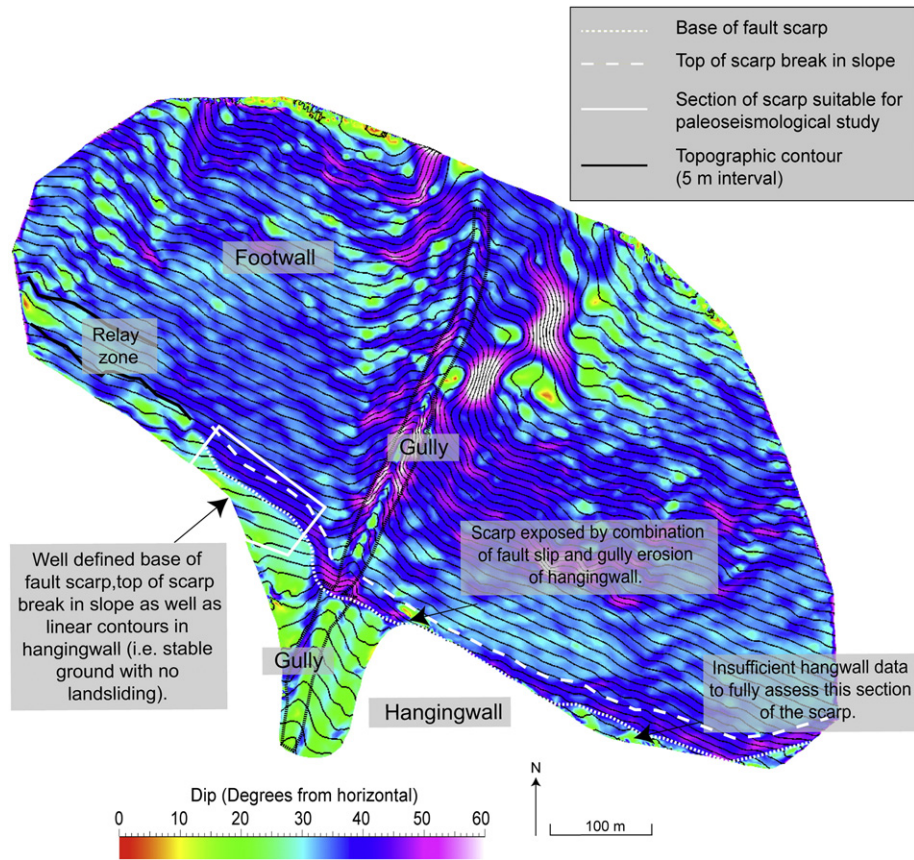 Base of fault scarp
Top of scarp break in slope
Section of scarp suitable for
paleoseismological study
Topographic contour
(5 m interval)
Footwall
Relay
zone
Gully
Scarp exposed by combination
of fault slip and gully erosion
of hangingwall.
Well defined base of
fault scarp,top of scarp
break in slope as well as
linear contours in
hangingwall (i.e. stable
ground with no
landsliding).
Gully
Hangingwall
Insufficient hangwall data
to fully assess this section
of the scarp.
Dip (Degrees from horizontal)
0 10 20 30 40 50 60
N
100 m